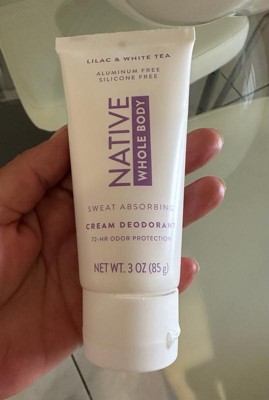 LILAC & WHITE TEA
ALUMINUM FREE
SILICONE FREE
NATIVE
WHOLE BODY
SWEAT ABSORBING
CREAM DEODORANT
72-HR ODOR PROTECTION
NET WT. 3 OZ (85g)